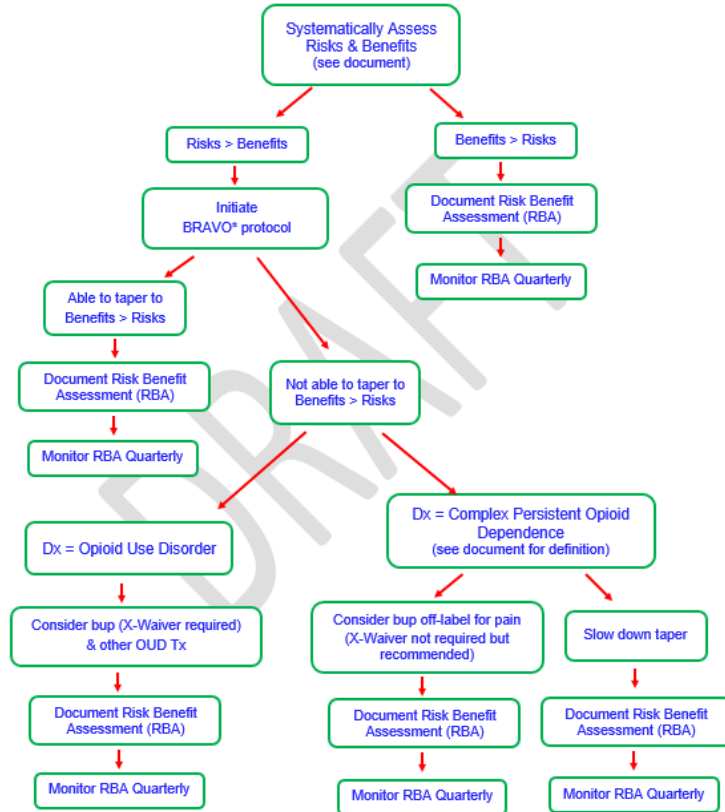 Systematically Assess
Risks & Benefits
(see document)
Risks > Benefits
Benefits > Risks
Initiate
BRAVO* protocol
Document Risk Benefit
Assessment (RBA)
Monitor RBA Quarterly
Able to taper to
Benefits > Risks
Document Risk Benefit
Assessment (RBA)
Monitor RBA Quarterly
Not able to taper to
Benefits > Risks
Dx = Opioid Use Disorder
Dx = Complex Persistent Opioid
Dependence
(see document for definition)
Consider bup (X-Waiver required)
& other OUD Tx
Consider bup off-label for pain
(X-Waiver not required but
recommended)
Slow down taper
Document Risk Benefit
Assessment (RBA)
Document Risk Benefit
Assessment (RBA)
Document Risk Benefit
Assessment (RBA)
Monitor RBA Quarterly
Monitor RBA Quarterly
Monitor RBA Quarterly
DRAFT